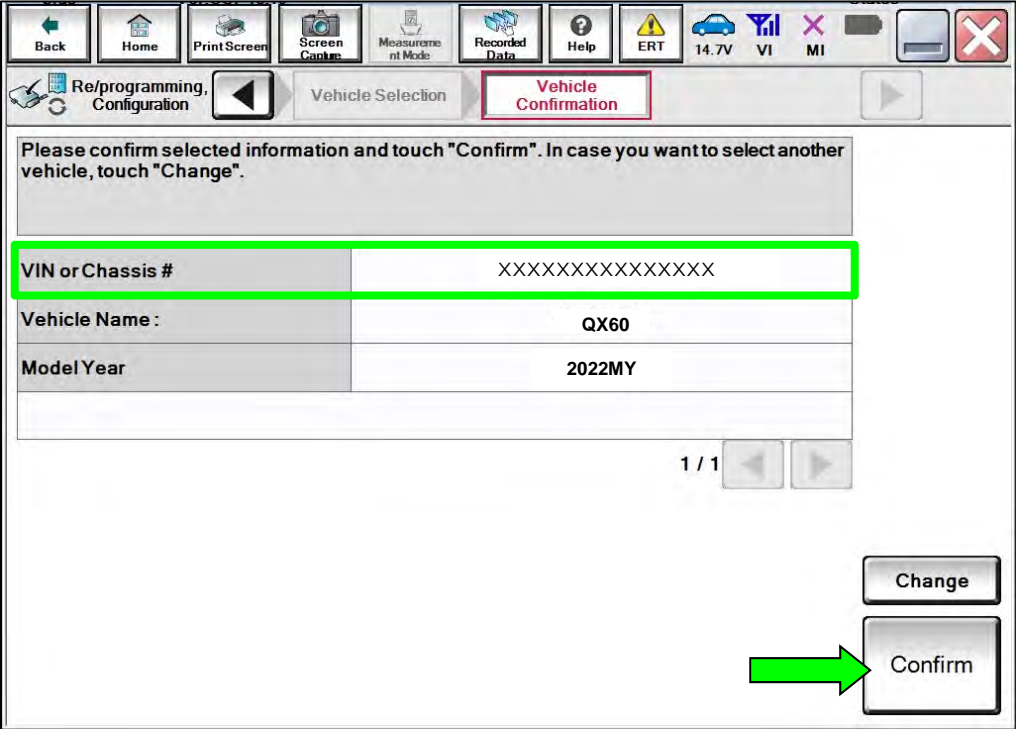 Back
Home
Print Screen
Screen
Capture
Measureme
nt Mode
Recorded
Data
Help
ERT
14.7V
VI
MI
Re/programming,
Configuration
Vehicle Selection
Vehicle
Confirmation
Please confirm selected information and touch "Confirm". In case you want to select another
vehicle, touch "Change".
VIN or Chassis # XXXXXXXXXXXXXXX
Vehicle Name : QX60
Model Year 2022MY
1 / 1
Change
Confirm